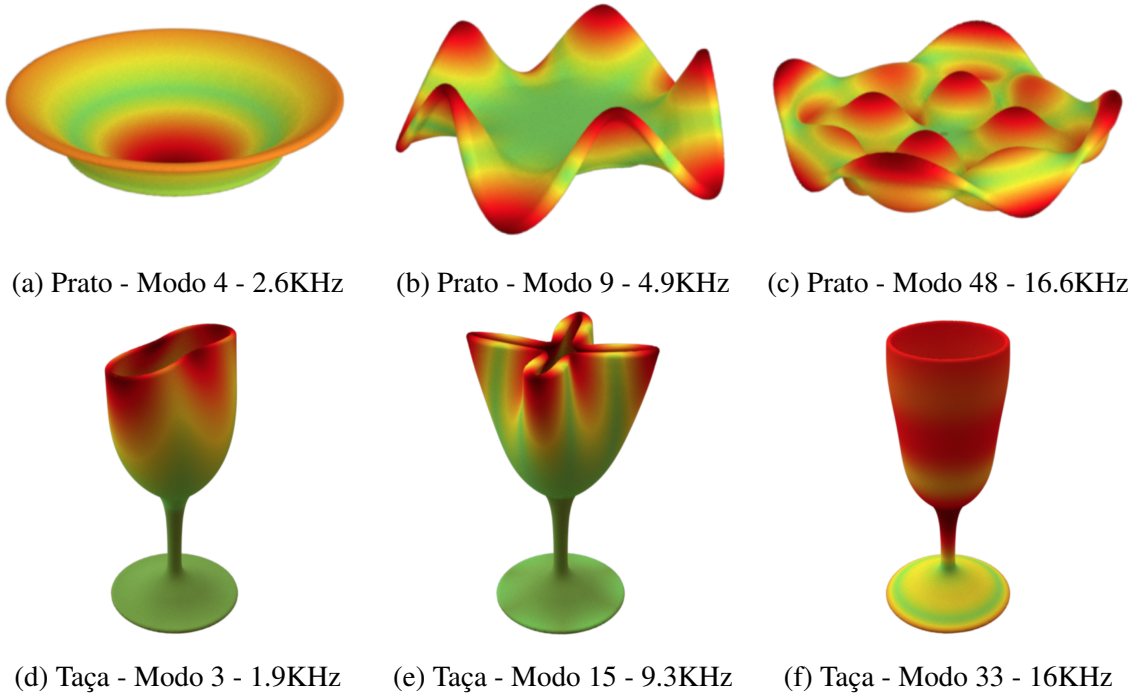 (a) Prato - Modo 4 - 2.6KHz
(b) Prato - Modo 9 - 4.9KHz
(c) Prato - Modo 48 - 16.6KHz
(d) Taça - Modo 3 - 1.9KHz
(e) Taça - Modo 15 - 9.3KHz
(f) Taça - Modo 33 - 16KHz